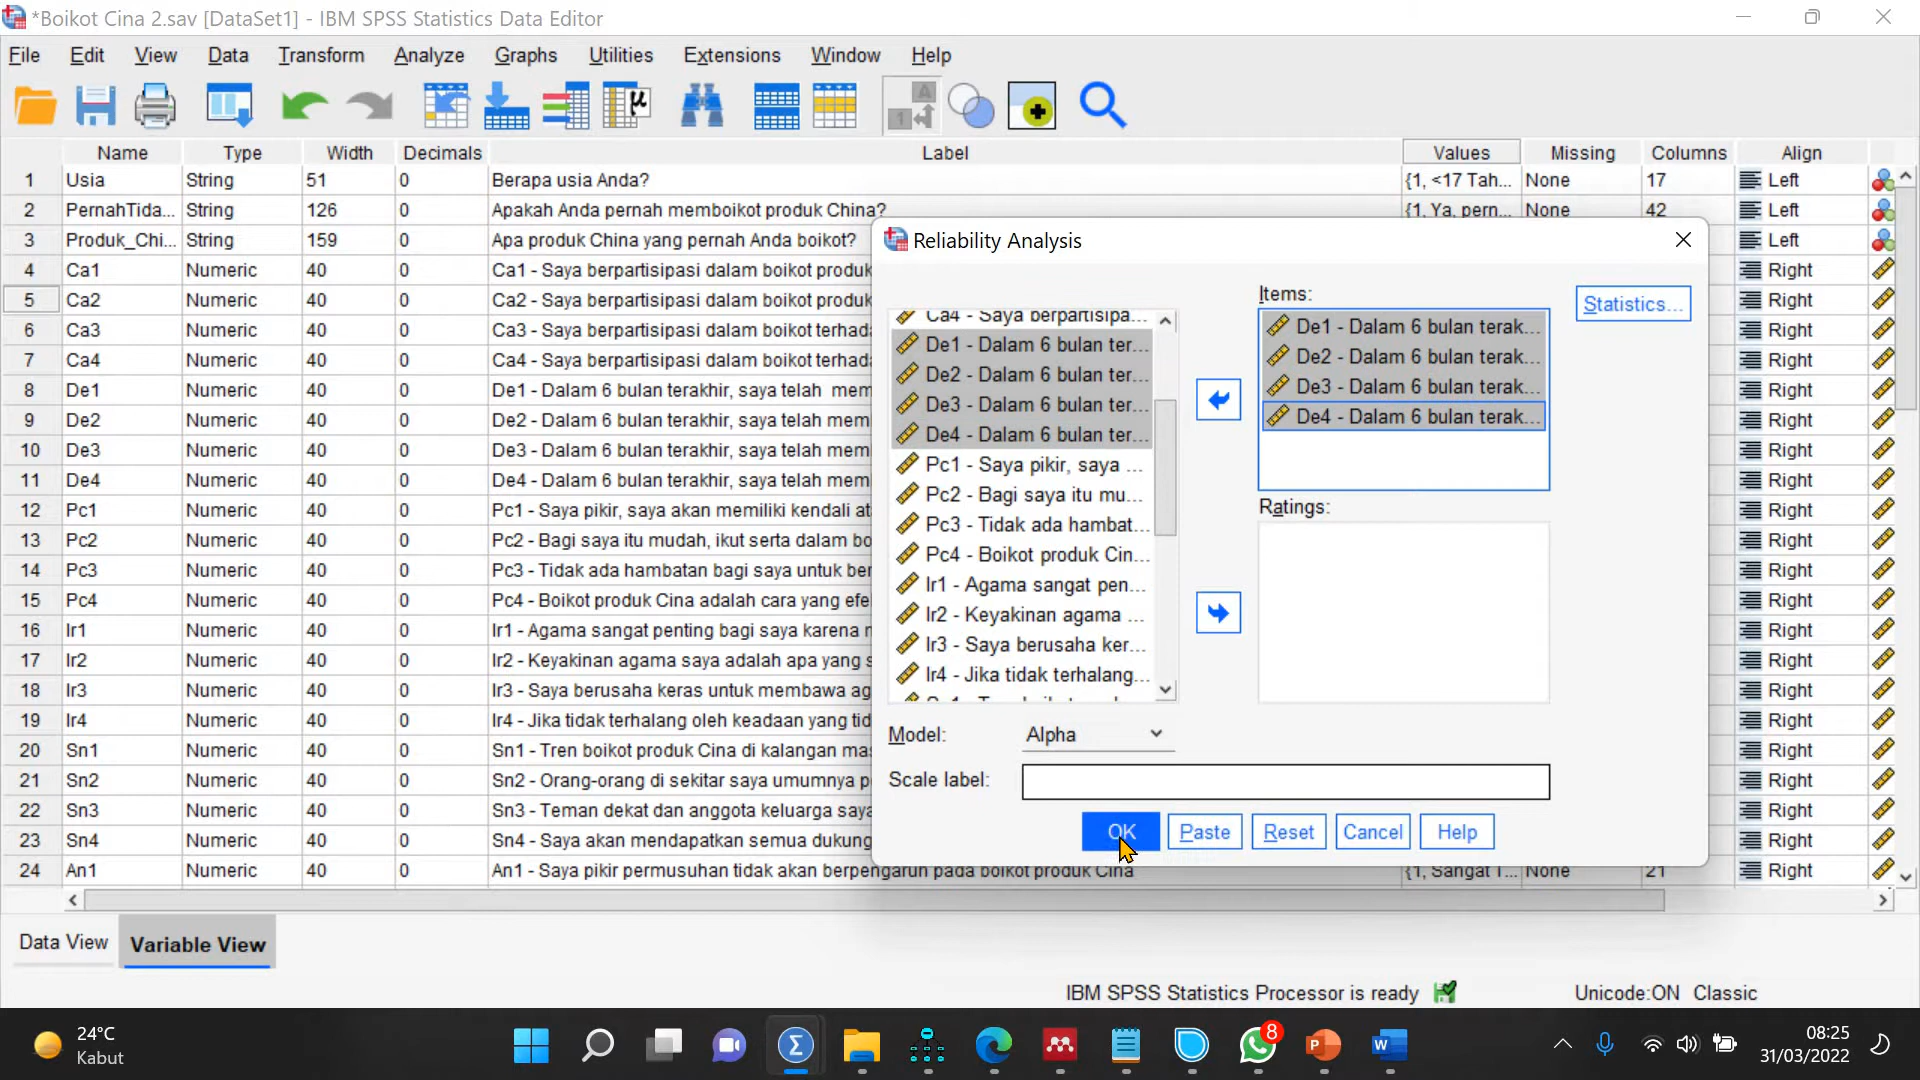 *Boikot Cina 2.sav [DataSet1] - IBM SPSS Statistics Data Editor
File Edit View Data Transform Analyze Graphs Utilities Extensions Window Help
Name Type Width Decimals Label Values Missing Columns Align
1 Usia String 51 0 Berapa usia Anda? {1, <17 Tah... None 17 Left
2 PernahTida... String 126 0 Apakah Anda pernah memboikot produk China? {1, Ya, pern... None 42 Left
3 Produk_Chi... String 159 0 Apa produk China yang pernah Anda boikot? Left
4 Ca1 Numeric 40 0 Ca1 - Saya berpartisipasi dalam boikot produk Right
5 Ca2 Numeric 40 0 Ca2 - Saya berpartisipasi dalam boikot produk Right
6 Ca3 Numeric 40 0 Ca3 - Saya berpartisipasi dalam boikot terhad Right
7 Ca4 Numeric 40 0 Ca4 - Saya berpartisipasi dalam boikot terhad Right
8 De1 Numeric 40 0 De1 - Dalam 6 bulan terakhir, saya telah mem Right
9 De2 Numeric 40 0 De2 - Dalam 6 bulan terakhir, saya telah mem Right
10 De3 Numeric 40 0 De3 - Dalam 6 bulan terakhir, saya telah mem Right
11 De4 Numeric 40 0 De4 - Dalam 6 bulan terakhir, saya telah mem Right
12 Pc1 Numeric 40 0 Pc1 - Saya pikir, saya akan memiliki kendali at Right
13 Pc2 Numeric 40 0 Pc2 - Bagi saya itu mudah, ikut serta dalam bo Right
14 Pc3 Numeric 40 0 Pc3 - Tidak ada hambatan bagi saya untuk ber Right
15 Pc4 Numeric 40 0 Pc4 - Boikot produk Cina adalah cara yang efe Right
16 Ir1 Numeric 40 0 Ir1 - Agama sangat penting bagi saya karena Right
17 Ir2 Numeric 40 0 Ir2 - Keyakinan agama saya adalah apa yang Right
18 Ir3 Numeric 40 0 Ir3 - Saya berusaha keras untuk membawa ag Right
19 Ir4 Numeric 40 0 Ir4 - Jika tidak terhalang oleh keadaan yang tid Right
20 Sn1 Numeric 40 0 Sn1 - Tren boikot produk Cina di kalangan mas Right
21 Sn2 Numeric 40 0 Sn2 - Orang-orang di sekitar saya umumnya p Right
22 Sn3 Numeric 40 0 Sn3 - Teman dekat dan anggota keluarga saya Right
23 Sn4 Numeric 40 0 Sn4 - Saya akan mendapatkan semua dukung Right
24 An1 Numeric 40 0 An1 - Saya pikir permusuhan tidak akan berpengaruh pada boikot produk Cina {1, Sangat T... None 21 Right
Reliability Analysis
Ca4 - Saya berpartisipa...
De1 - Dalam 6 bulan ter...
De2 - Dalam 6 bulan ter...
De3 - Dalam 6 bulan ter...
De4 - Dalam 6 bulan ter...
Pc1 - Saya pikir, saya ...
Pc2 - Bagi saya itu mu...
Pc3 - Tidak ada hambat...
Pc4 - Boikot produk Cin...
Ir1 - Agama sangat pen...
Ir2 - Keyakinan agama ...
Ir3 - Saya berusaha ker...
Ir4 - Jika tidak terhalang...
Items:
De1 - Dalam 6 bulan terak...
De2 - Dalam 6 bulan terak...
De3 - Dalam 6 bulan terak...
De4 - Dalam 6 bulan terak...
Statistics...
Ratings:
Model: Alpha
Scale label:
OK Paste Reset Cancel Help
Data View Variable View
IBM SPSS Statistics Processor is ready Unicode:ON Classic
24°C
Kabut
8
08:25
31/03/2022